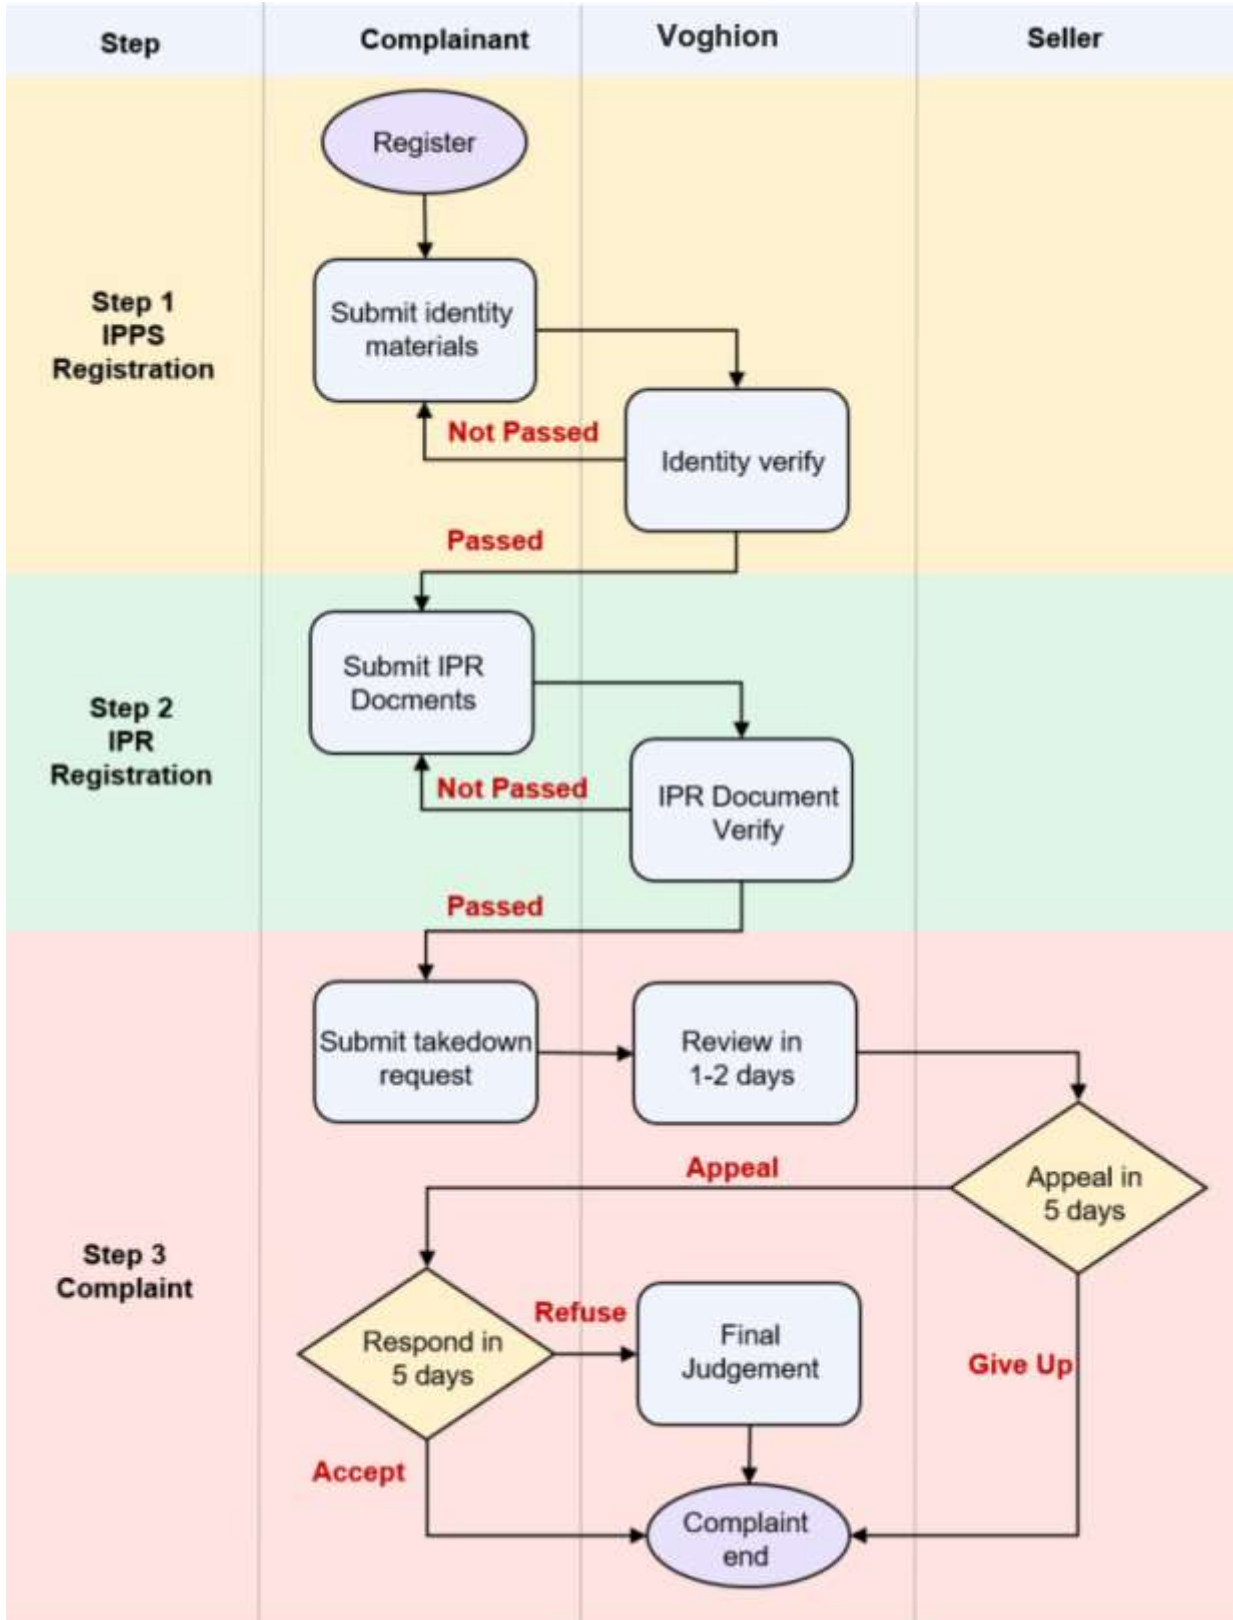 Step
Complainant
Voghion
Seller
Register
Step 1
IPPS
Registration
Submit identity
materials
Not Passed
Identity verify
Passed
Step 2
IPR
Registration
Submit IPR
Docments
Not Passed
IPR Document
Verify
Passed
Submit takedown
request
Review in
1-2 days
Appeal
Appeal in
5 days
Step 3
Complaint
Respond in
5 days
Refuse
Final
Judgement
Give Up
Accept
Complaint
end